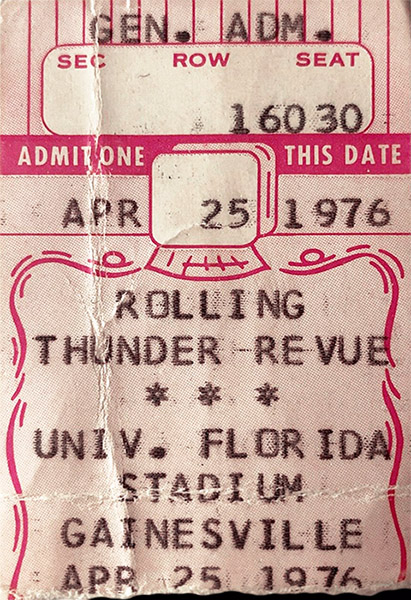 GEN. ADM.
SEC ROW SEAT
16030
ADMIT ONE THIS DATE
APR 25 1976
ROLLING
THUNDER REVUE
* * *
UNIV. FLORIDA
STADIUM
GAINESVILLE
APR 25 1976